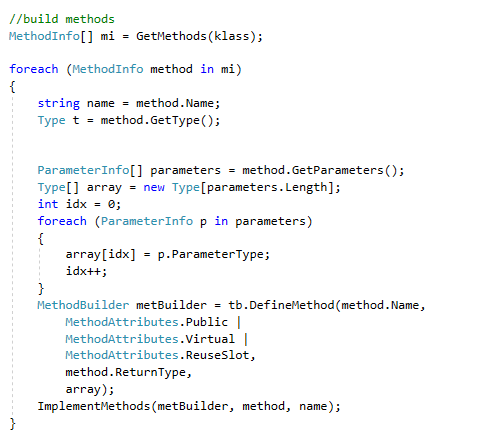 //build methods
MethodInfo[] mi = GetMethods(klass);
foreach (MethodInfo method in mi)
{
string name = method.Name;
Type t = method.GetType();
ParameterInfo[] parameters = method.GetParameters();
Type[] array = new Type[parameters.Length];
int idx = 0;
foreach (ParameterInfo p in parameters)
{
array[idx] = p.ParameterType;
idx++;
}
MethodBuilder metBuilder = tb.DefineMethod(method.Name,
MethodAttributes.Public |
MethodAttributes.Virtual |
MethodAttributes.ReuseSlot,
method.ReturnType,
array);
ImplementMethods(metBuilder, method, name);
}